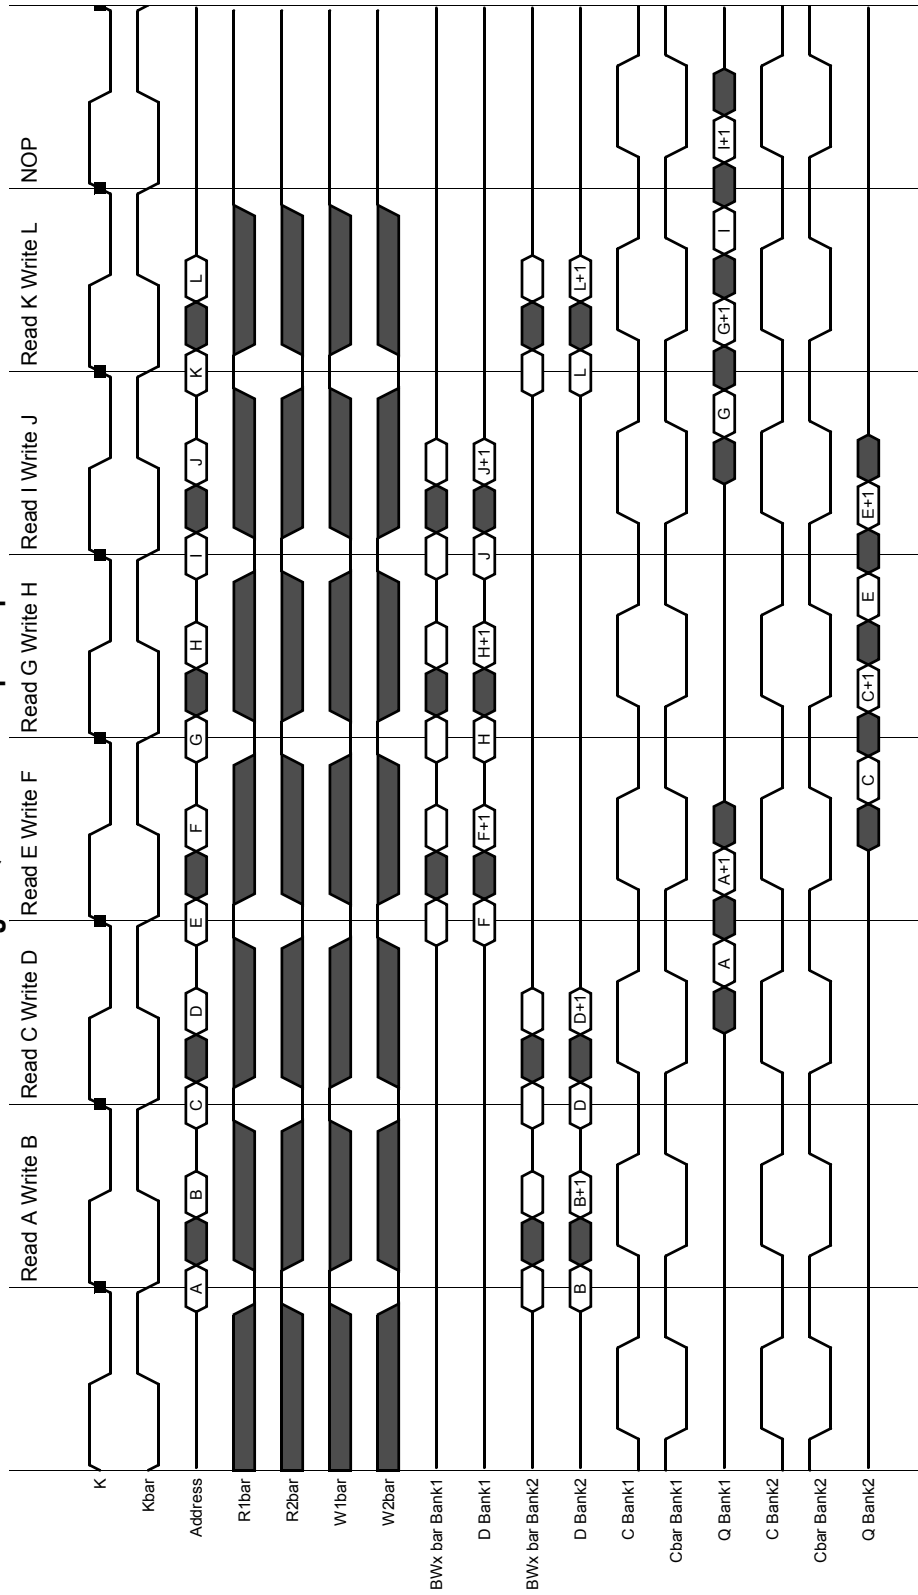 Read A Write B Read C Write D Read E Write F Read G Write H Read I Write J Read K Write L NOP
K
Kbar
Address A B C D E F G H I J K L
R1bar
R2bar
W1bar
W2bar
BWx bar Bank1
D Bank1 F F+1 H H+1 J J+1
BWx bar Bank2
D Bank2 B B+1 D D+1 L L+1
C Bank1
Cbar Bank1
Q Bank1 A A+1 G G+1 I I+1
C Bank2
Cbar Bank2
Q Bank2 C C+1 E E+1